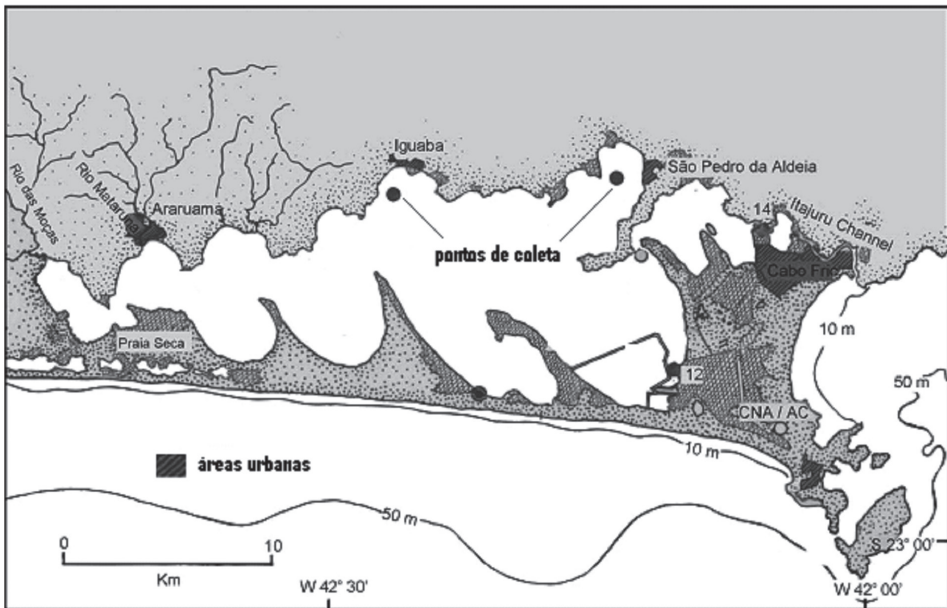 Iguaba
São Pedro da Aldeia
Rio das Moças
Rio Mataruna
Araruama
14
Itajuru Channel
pontos de coleta
Cabo Frio
10 m
Praia Seca
12
50 m
CNA / AC
10 m
áreas urbanas
50 m
S 23° 00'
0 10
Km
W 42° 30'
W 42° 00'